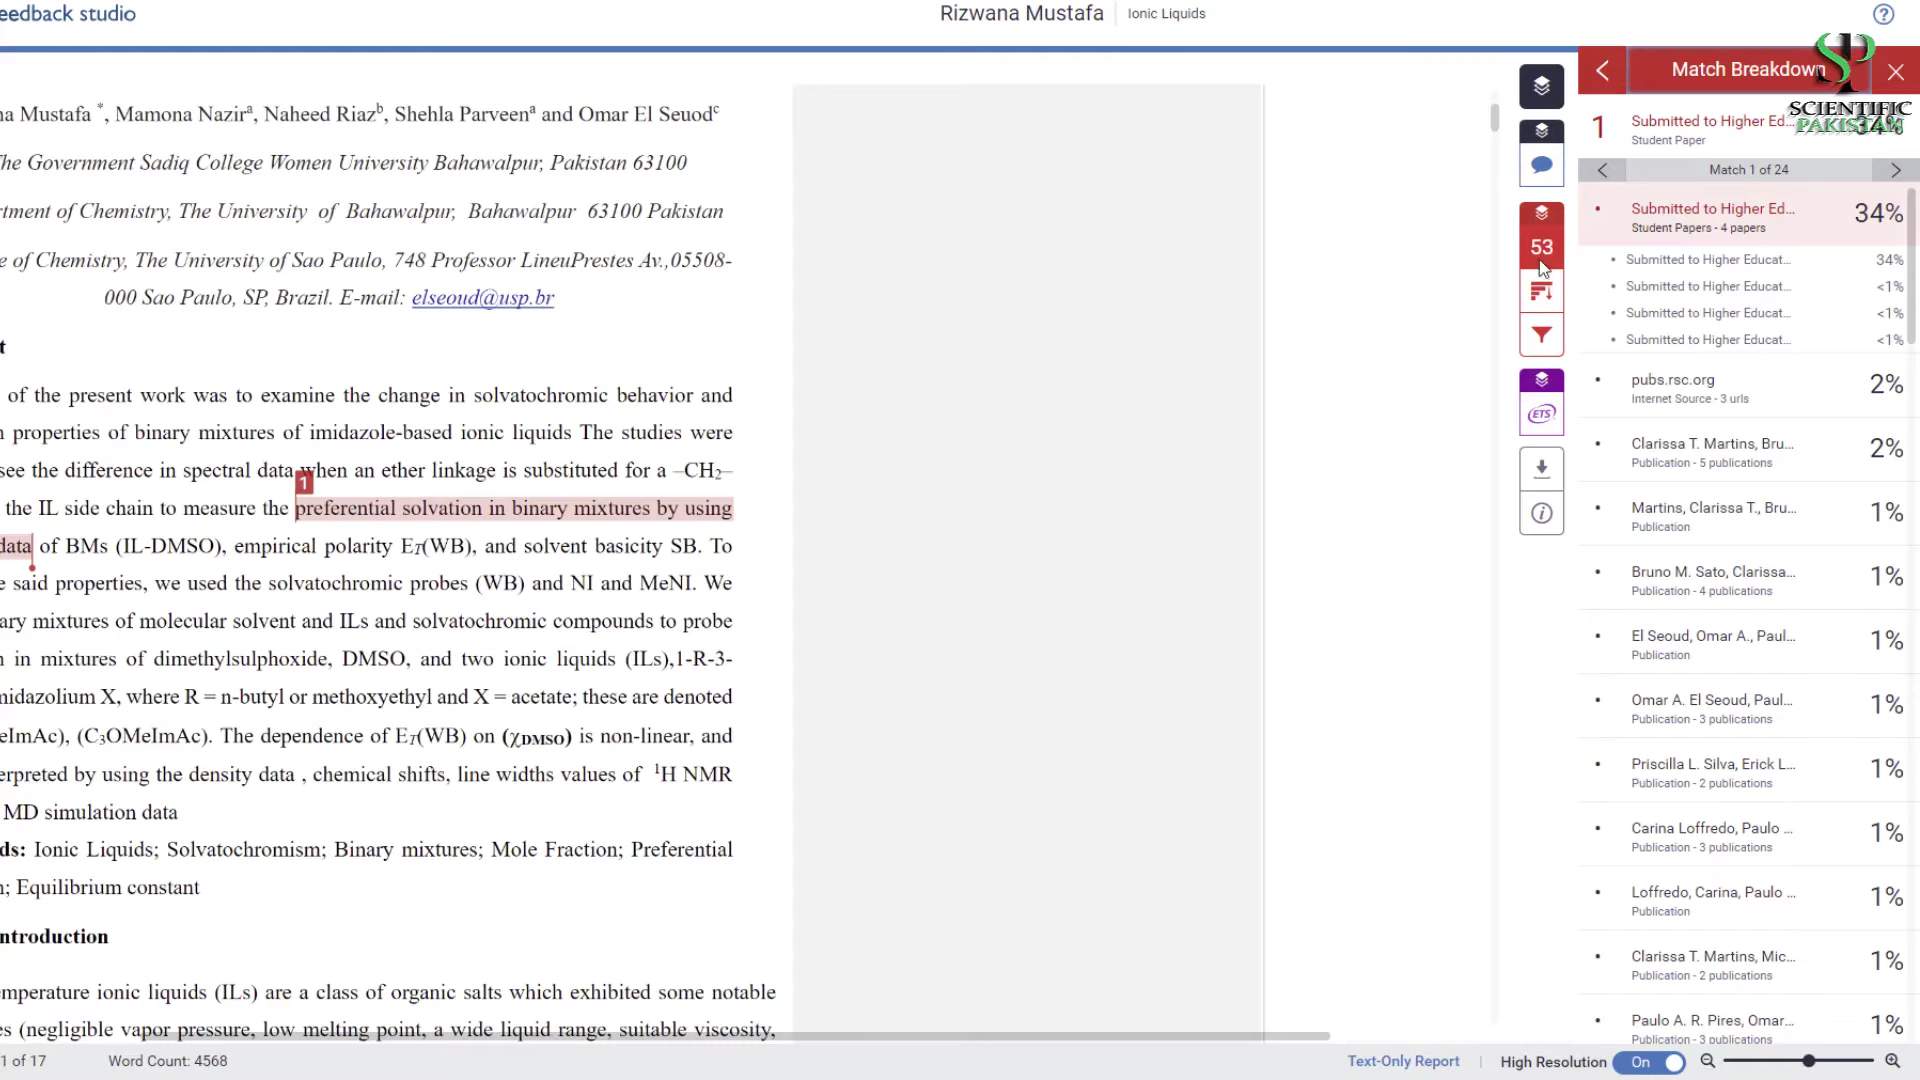 eedback studio
Rizwana Mustafa
Ionic Liquids
na Mustafa *, Mamona Nazirᵃ, Naheed Riazᵇ, Shehla Parveenᵃ and Omar El Seoudᶜ
he Government Sadiq College Women University Bahawalpur, Pakistan 63100
rtment of Chemistry, The University of Bahawalpur, Bahawalpur 63100 Pakistan
e of Chemistry, The University of Sao Paulo, 748 Professor LineuPrestes Av.,05508-
000 Sao Paulo, SP, Brazil. E-mail: elseoud@usp.br
t
of the present work was to examine the change in solvatochromic behavior and
n properties of binary mixtures of imidazole-based ionic liquids The studies were
see the difference in spectral data when an ether linkage is substituted for a –CH₂–
1
the IL side chain to measure the preferential solvation in binary mixtures by using
data of BMs (IL-DMSO), empirical polarity E_T(WB), and solvent basicity SB. To
e said properties, we used the solvatochromic probes (WB) and NI and MeNI. We
ary mixtures of molecular solvent and ILs and solvatochromic compounds to probe
n in mixtures of dimethylsulphoxide, DMSO, and two ionic liquids (ILs),1-R-3-
midazolium X, where R = n-butyl or methoxyethyl and X = acetate; these are denoted
eImAc), (C₃OMeImAc). The dependence of E_T(WB) on (χDMSO) is non-linear, and
erpreted by using the density data , chemical shifts, line widths values of ¹H NMR
MD simulation data
ds: Ionic Liquids; Solvatochromism; Binary mixtures; Mole Fraction; Preferential
n; Equilibrium constant
ntroduction
emperature ionic liquids (ILs) are a class of organic salts which exhibited some notable
es (negligible vapor pressure, low melting point, a wide liquid range, suitable viscosity,
53
ETS
Match Breakdown
SP
SCIENTIFIC
PAKISTAN
1 Submitted to Higher Ed... 34%
Student Paper
Match 1 of 24
Submitted to Higher Ed... 34%
Student Papers - 4 papers
Submitted to Higher Educat... 34%
Submitted to Higher Educat... <1%
Submitted to Higher Educat... <1%
Submitted to Higher Educat... <1%
pubs.rsc.org 2%
Internet Source - 3 urls
Clarissa T. Martins, Bru... 2%
Publication - 5 publications
Martins, Clarissa T., Bru... 1%
Publication
Bruno M. Sato, Clarissa... 1%
Publication - 4 publications
El Seoud, Omar A., Paul... 1%
Publication
Omar A. El Seoud, Paul... 1%
Publication - 3 publications
Priscilla L. Silva, Erick L... 1%
Publication - 2 publications
Carina Loffredo, Paulo ... 1%
Publication - 3 publications
Loffredo, Carina, Paulo ... 1%
Publication
Clarissa T. Martins, Mic... 1%
Publication - 2 publications
Paulo A. R. Pires, Omar... 1%
Publication - 3 publications
1 of 17
Word Count: 4568
Text-Only Report
High Resolution On